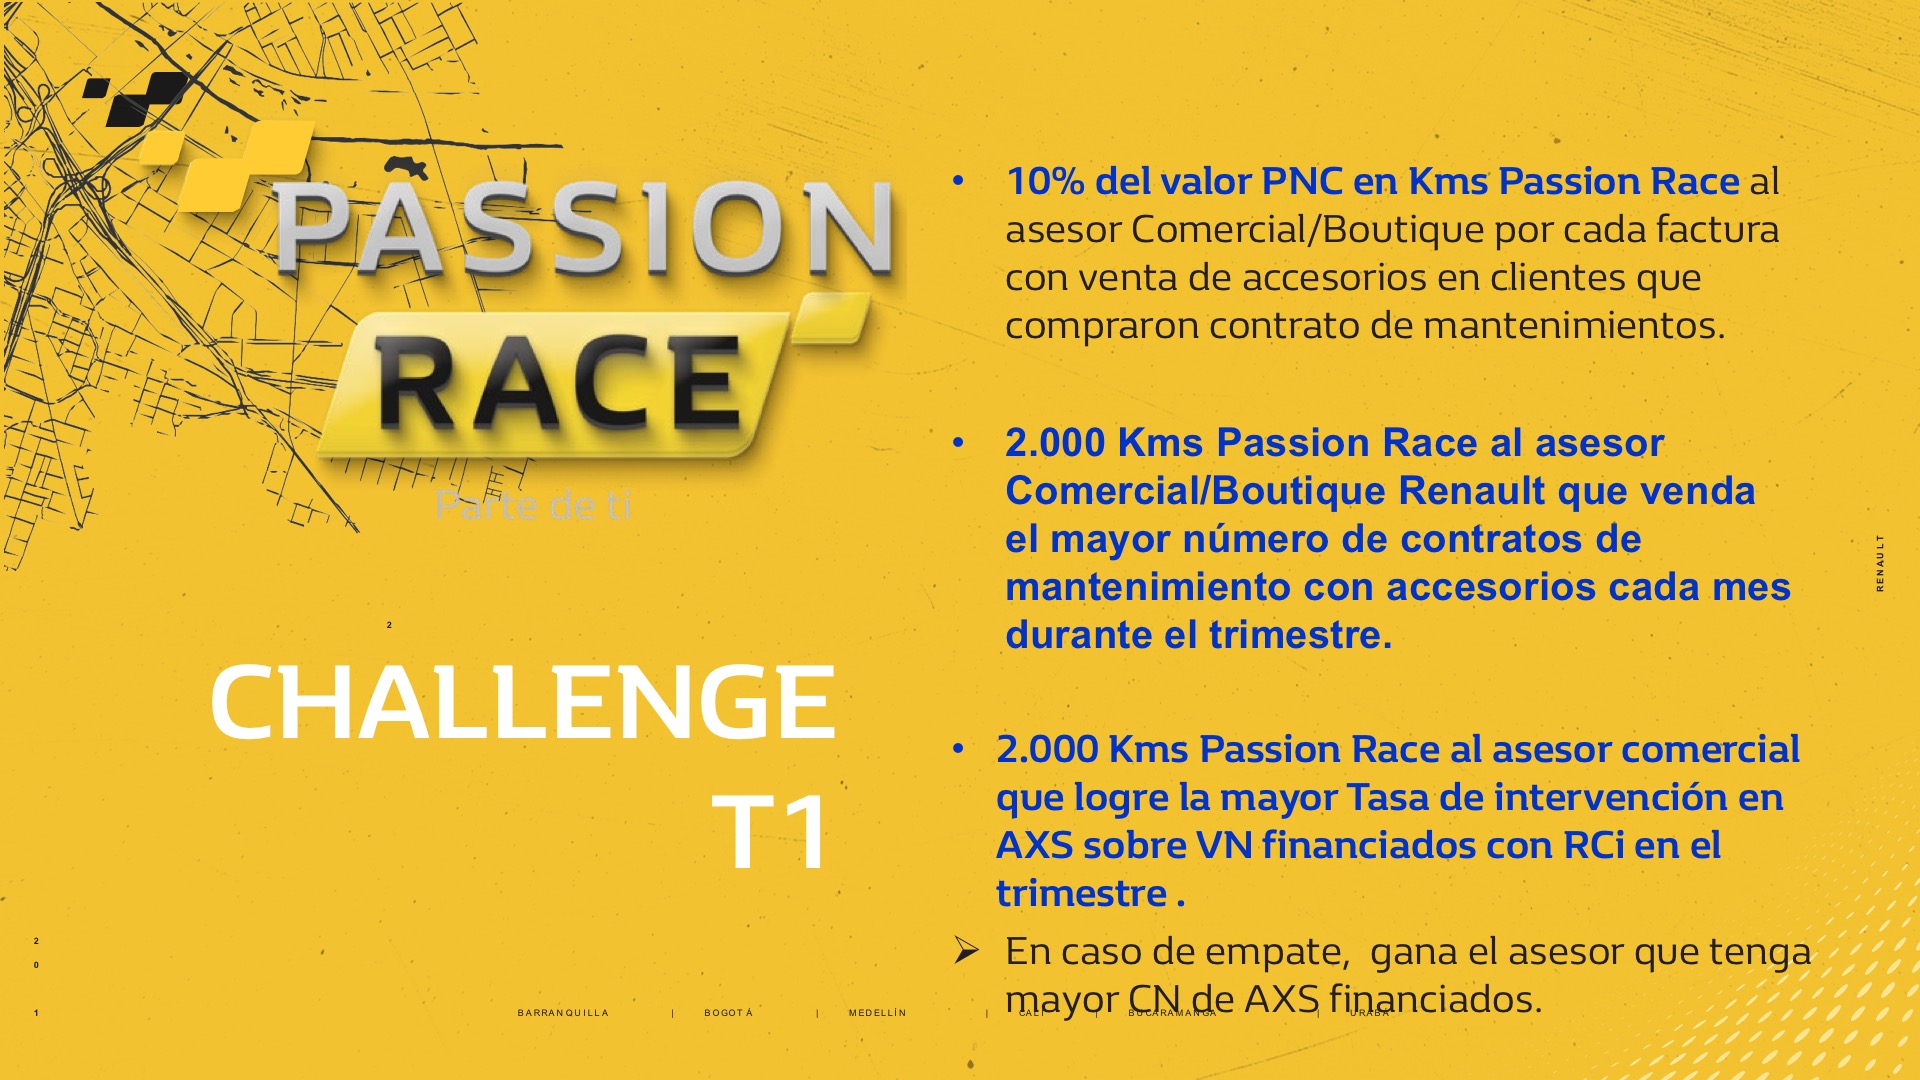 PASSION
RACE
Parte de ti
2
CHALLENGE
T1
• 10% del valor PNC en Kms Passion Race al
asesor Comercial/Boutique por cada factura
con venta de accesorios en clientes que
compraron contrato de mantenimientos.
• 2.000 Kms Passion Race al asesor
Comercial/Boutique Renault que venda
el mayor número de contratos de
mantenimiento con accesorios cada mes
durante el trimestre.
• 2.000 Kms Passion Race al asesor comercial
que logre la mayor Tasa de intervención en
AXS sobre VN financiados con RCi en el
trimestre .
➢ En caso de empate, gana el asesor que tenga
mayor CN de AXS financiados.
RENAULT
2
0
1
BARRANQUILLA | BOGOTÁ | MEDELLÍN | CALI | BUCARAMANGA | URABÁ